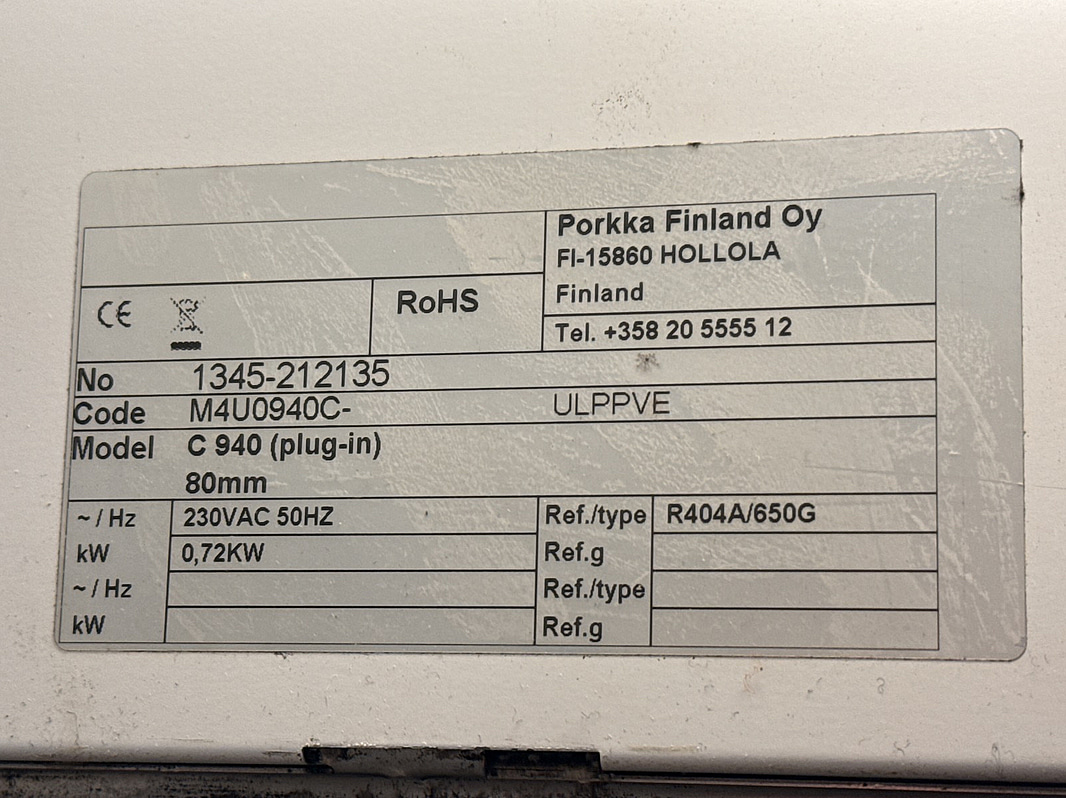 Porkka Finland Oy
FI-15860 HOLLOLA
Finland
CE RoHS
Tel. +358 20 5555 12
No 1345-212135
Code M4U0940C- ULPPVE
Model C 940 (plug-in)
80mm
~ / Hz 230VAC 50HZ Ref./type R404A/650G
kW 0,72KW Ref.g
~ / Hz Ref./type
kW Ref.g